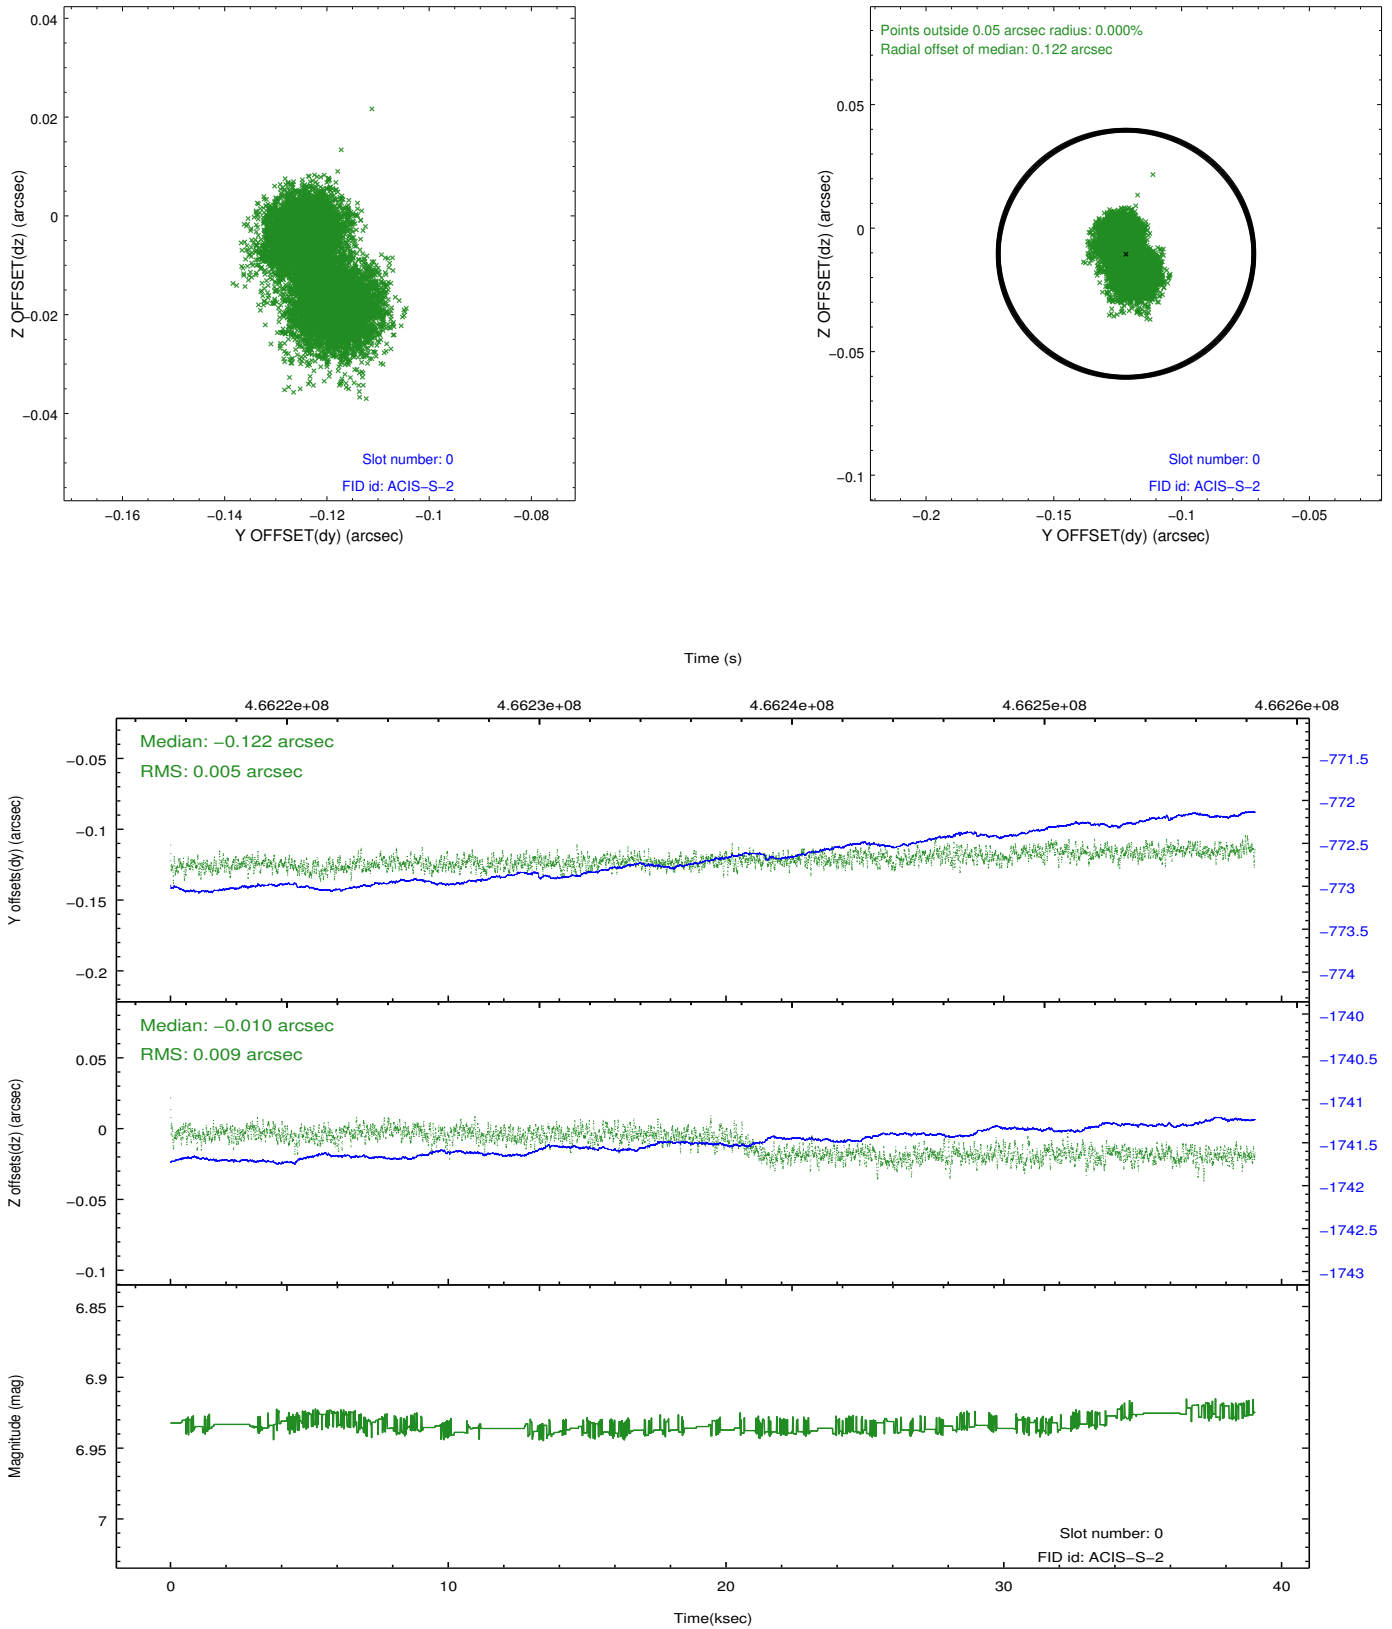 0.04
0.02
0
−0.02
−0.04
Z OFFSET(dz) (arcsec)
Slot number: 0
FID id: ACIS−S−2
−0.16
−0.14
−0.12
−0.1
−0.08
Y OFFSET(dy) (arcsec)
Points outside 0.05 arcsec radius: 0.000%
Radial offset of median: 0.122 arcsec
0.05
0
−0.05
−0.1
Z OFFSET(dz) (arcsec)
Slot number: 0
FID id: ACIS−S−2
−0.2
−0.15
−0.1
−0.05
Y OFFSET(dy) (arcsec)
Time (s)
4.6622e+08
4.6623e+08
4.6624e+08
4.6625e+08
4.6626e+08
Median: −0.122 arcsec
RMS: 0.005 arcsec
−0.05
−0.1
−0.15
−0.2
Y offsets(dy) (arcsec)
−771.5
−772
−772.5
−773
−773.5
−774
Median: −0.010 arcsec
RMS: 0.009 arcsec
0.05
0
−0.05
−0.1
Z offsets(dz) (arcsec)
−1740
−1740.5
−1741
−1741.5
−1742
−1742.5
−1743
6.85
6.9
6.95
7
Magnitude (mag)
Slot number: 0
FID id: ACIS−S−2
0
10
20
30
40
Time(ksec)